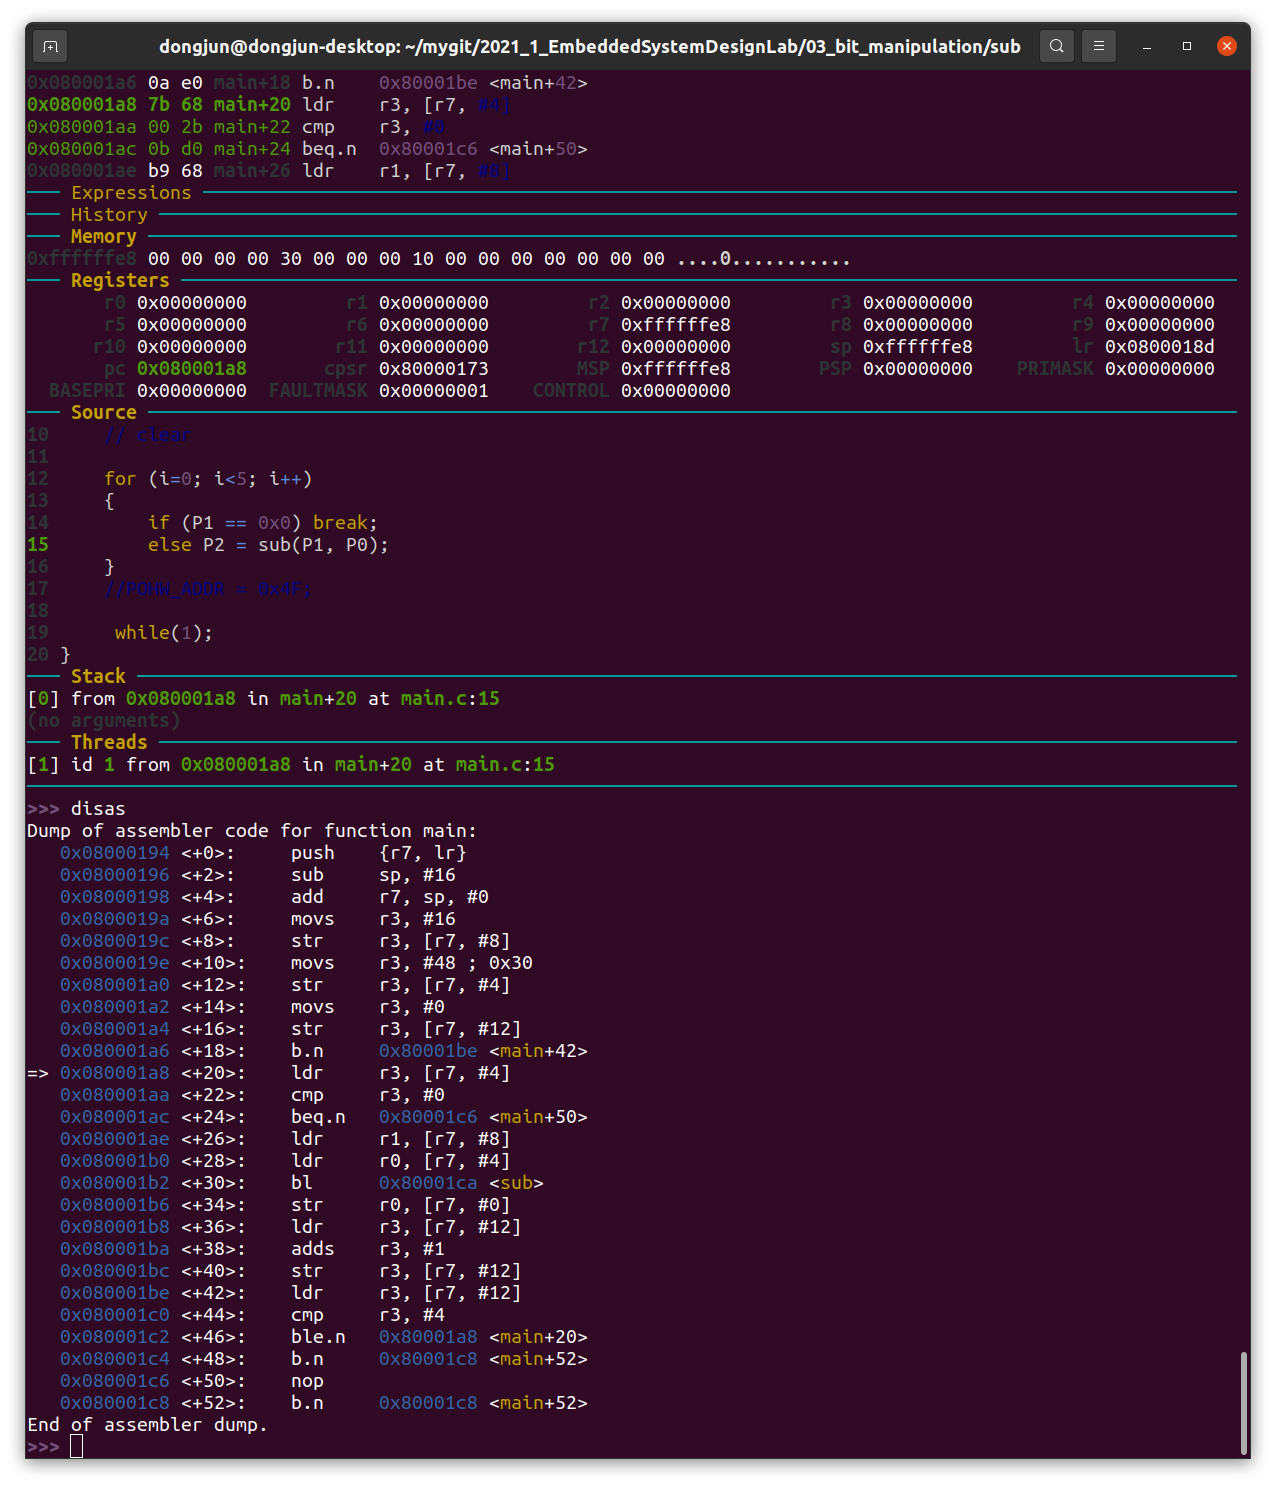 dongjun@dongjun-desktop: ~/mygit/2021_1_EmbeddedSystemDesignLab/03_bit_manipulation/sub
0x080001a6 0a e0 main+18 b.n    0x80001be <main+42>
0x080001a8 7b 68 main+20 ldr    r3, [r7, #4]
0x080001aa 00 2b main+22 cmp    r3, #0
0x080001ac 0b d0 main+24 beq.n  0x80001c6 <main+50>
0x080001ae b9 68 main+26 ldr    r1, [r7, #8]
Expressions
History
Memory
0xffffffe8 00 00 00 00 30 00 00 00 10 00 00 00 00 00 00 00 ....0...........
Registers
r0 0x00000000 r1 0x00000000 r2 0x00000000 r3 0x00000000 r4 0x00000000
r5 0x00000000 r6 0x00000000 r7 0xffffffe8 r8 0x00000000 r9 0x00000000
r10 0x00000000 r11 0x00000000 r12 0x00000000 sp 0xffffffe8 lr 0x0800018d
pc 0x080001a8 cpsr 0x80000173 MSP 0xffffffe8 PSP 0x00000000 PRIMASK 0x00000000
BASEPRI 0x00000000 FAULTMASK 0x00000001 CONTROL 0x00000000
Source
10     // clear
11
12     for (i=0; i<5; i++)
13     {
14         if (P1 == 0x0) break;
15         else P2 = sub(P1, P0);
16     }
17     //POHW_ADDR = 0x4F;
18
19      while(1);
20 }
Stack
[0] from 0x080001a8 in main+20 at main.c:15
(no arguments)
Threads
[1] id 1 from 0x080001a8 in main+20 at main.c:15
>>> disas
Dump of assembler code for function main:
0x08000194 <+0>:     push    {r7, lr}
0x08000196 <+2>:     sub     sp, #16
0x08000198 <+4>:     add     r7, sp, #0
0x0800019a <+6>:     movs    r3, #16
0x0800019c <+8>:     str     r3, [r7, #8]
0x0800019e <+10>:    movs    r3, #48 ; 0x30
0x080001a0 <+12>:    str     r3, [r7, #4]
0x080001a2 <+14>:    movs    r3, #0
0x080001a4 <+16>:    str     r3, [r7, #12]
0x080001a6 <+18>:    b.n     0x80001be <main+42>
=> 0x080001a8 <+20>:    ldr     r3, [r7, #4]
0x080001aa <+22>:    cmp     r3, #0
0x080001ac <+24>:    beq.n   0x80001c6 <main+50>
0x080001ae <+26>:    ldr     r1, [r7, #8]
0x080001b0 <+28>:    ldr     r0, [r7, #4]
0x080001b2 <+30>:    bl      0x80001ca <sub>
0x080001b6 <+34>:    str     r0, [r7, #0]
0x080001b8 <+36>:    ldr     r3, [r7, #12]
0x080001ba <+38>:    adds    r3, #1
0x080001bc <+40>:    str     r3, [r7, #12]
0x080001be <+42>:    ldr     r3, [r7, #12]
0x080001c0 <+44>:    cmp     r3, #4
0x080001c2 <+46>:    ble.n   0x80001a8 <main+20>
0x080001c4 <+48>:    b.n     0x80001c8 <main+52>
0x080001c6 <+50>:    nop
0x080001c8 <+52>:    b.n     0x80001c8 <main+52>
End of assembler dump.
>>>